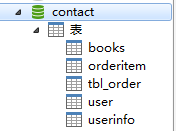 contact
表
books
orderitem
tbl_order
user
userinfo